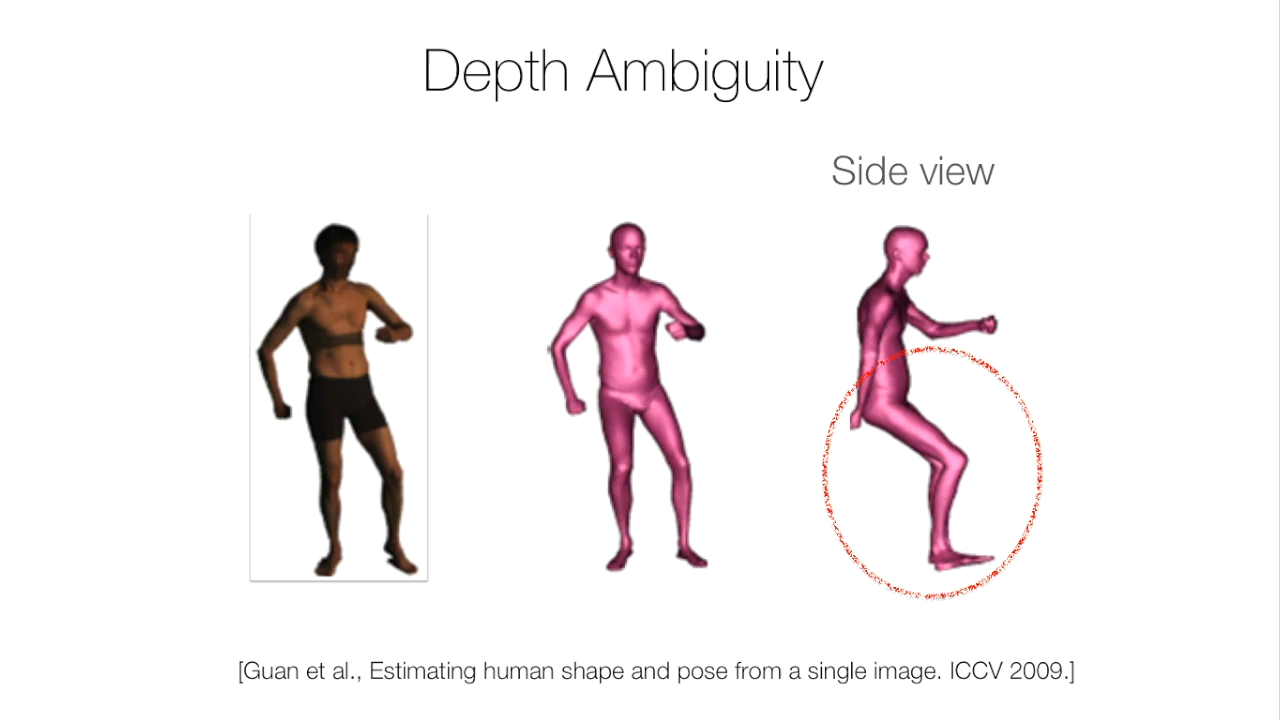 Depth Ambiguity
Side view
[Guan et al., Estimating human shape and pose from a single image. ICCV 2009.]